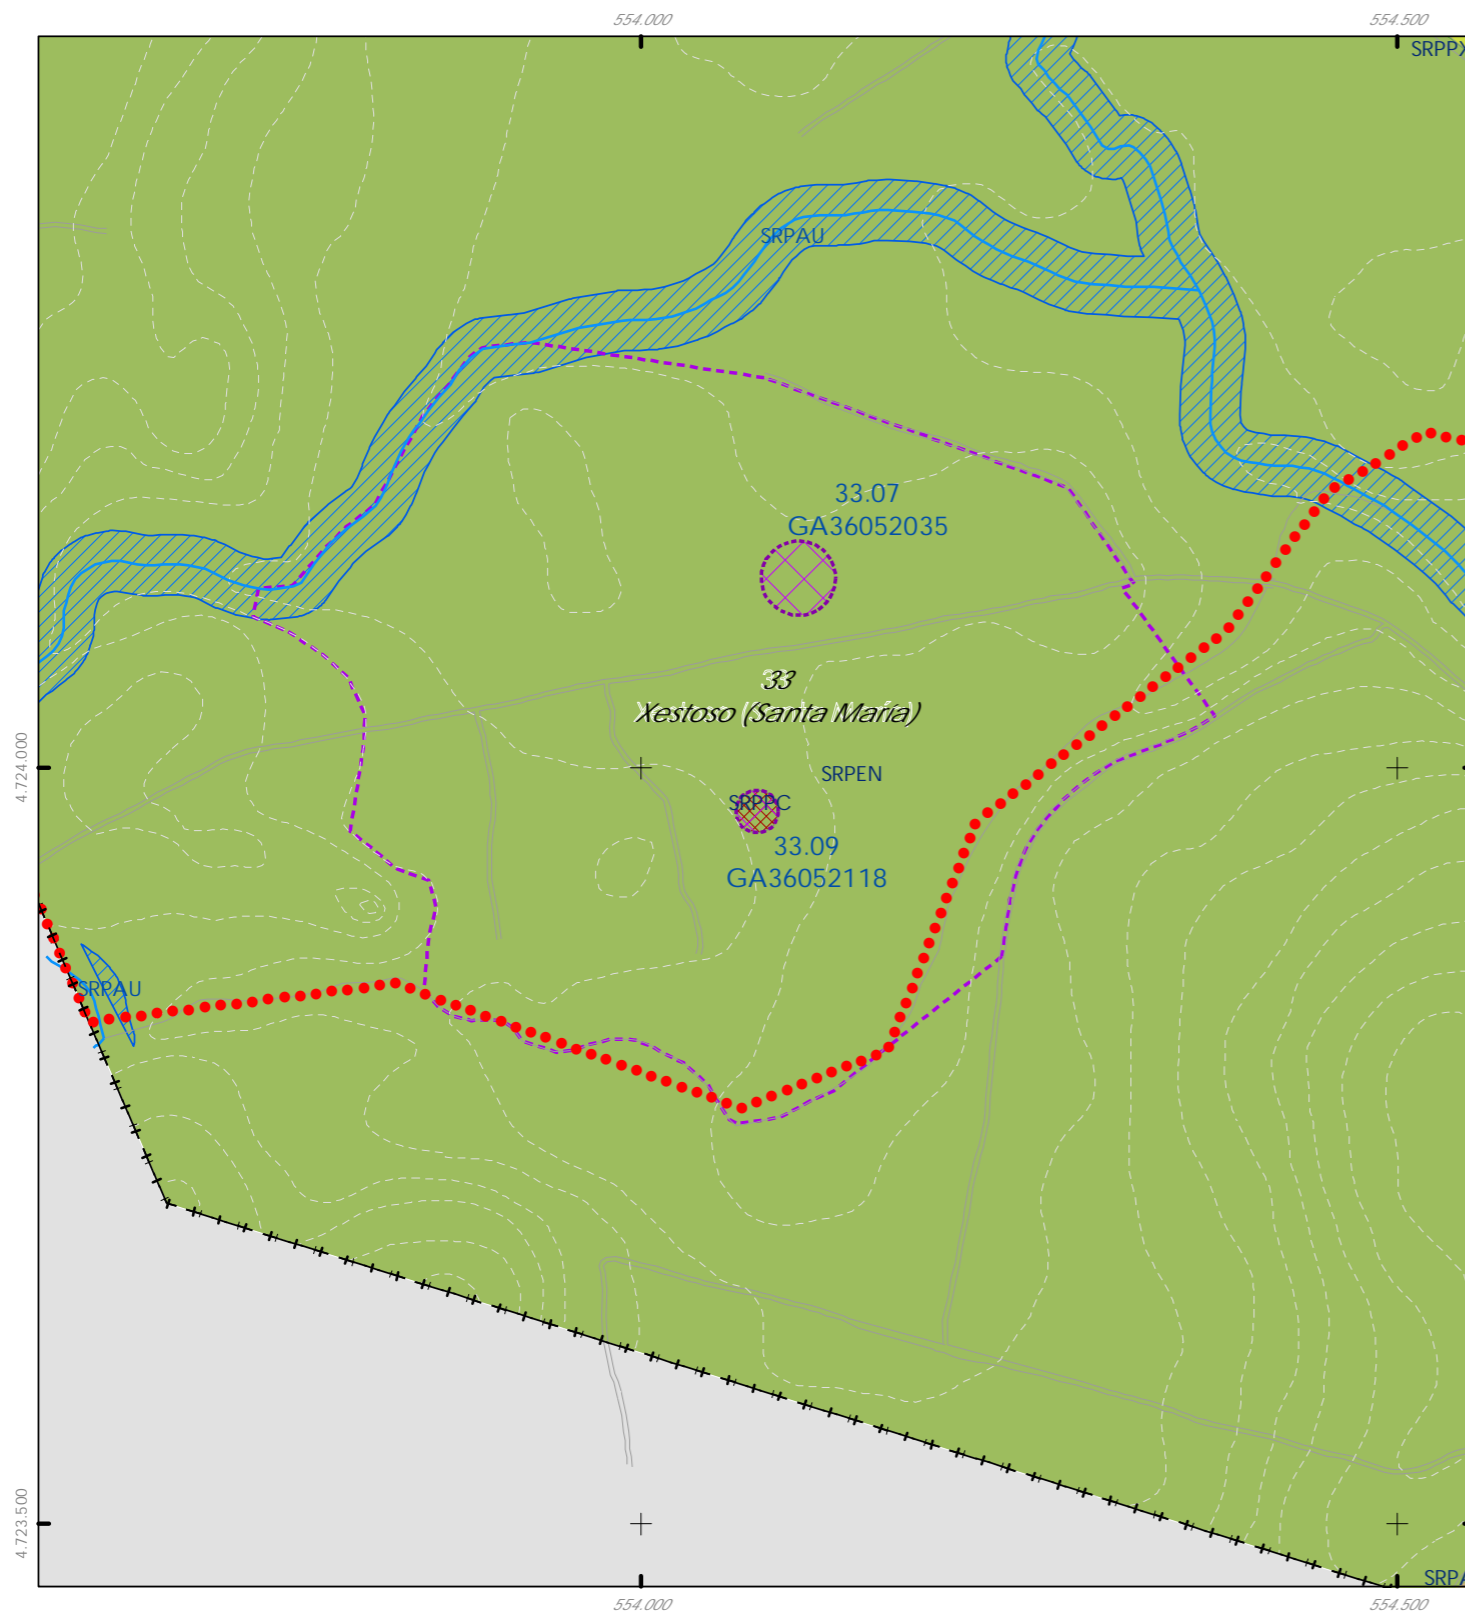 554.000
554.500
SRPPX
SRPAU
33.07
GA36052035
33
Xestoso (Santa María)
4.724.000
SRPEN
SRPPC
33.09
GA36052118
SRPAU
4.723.500
SRPA
554.000
554.500